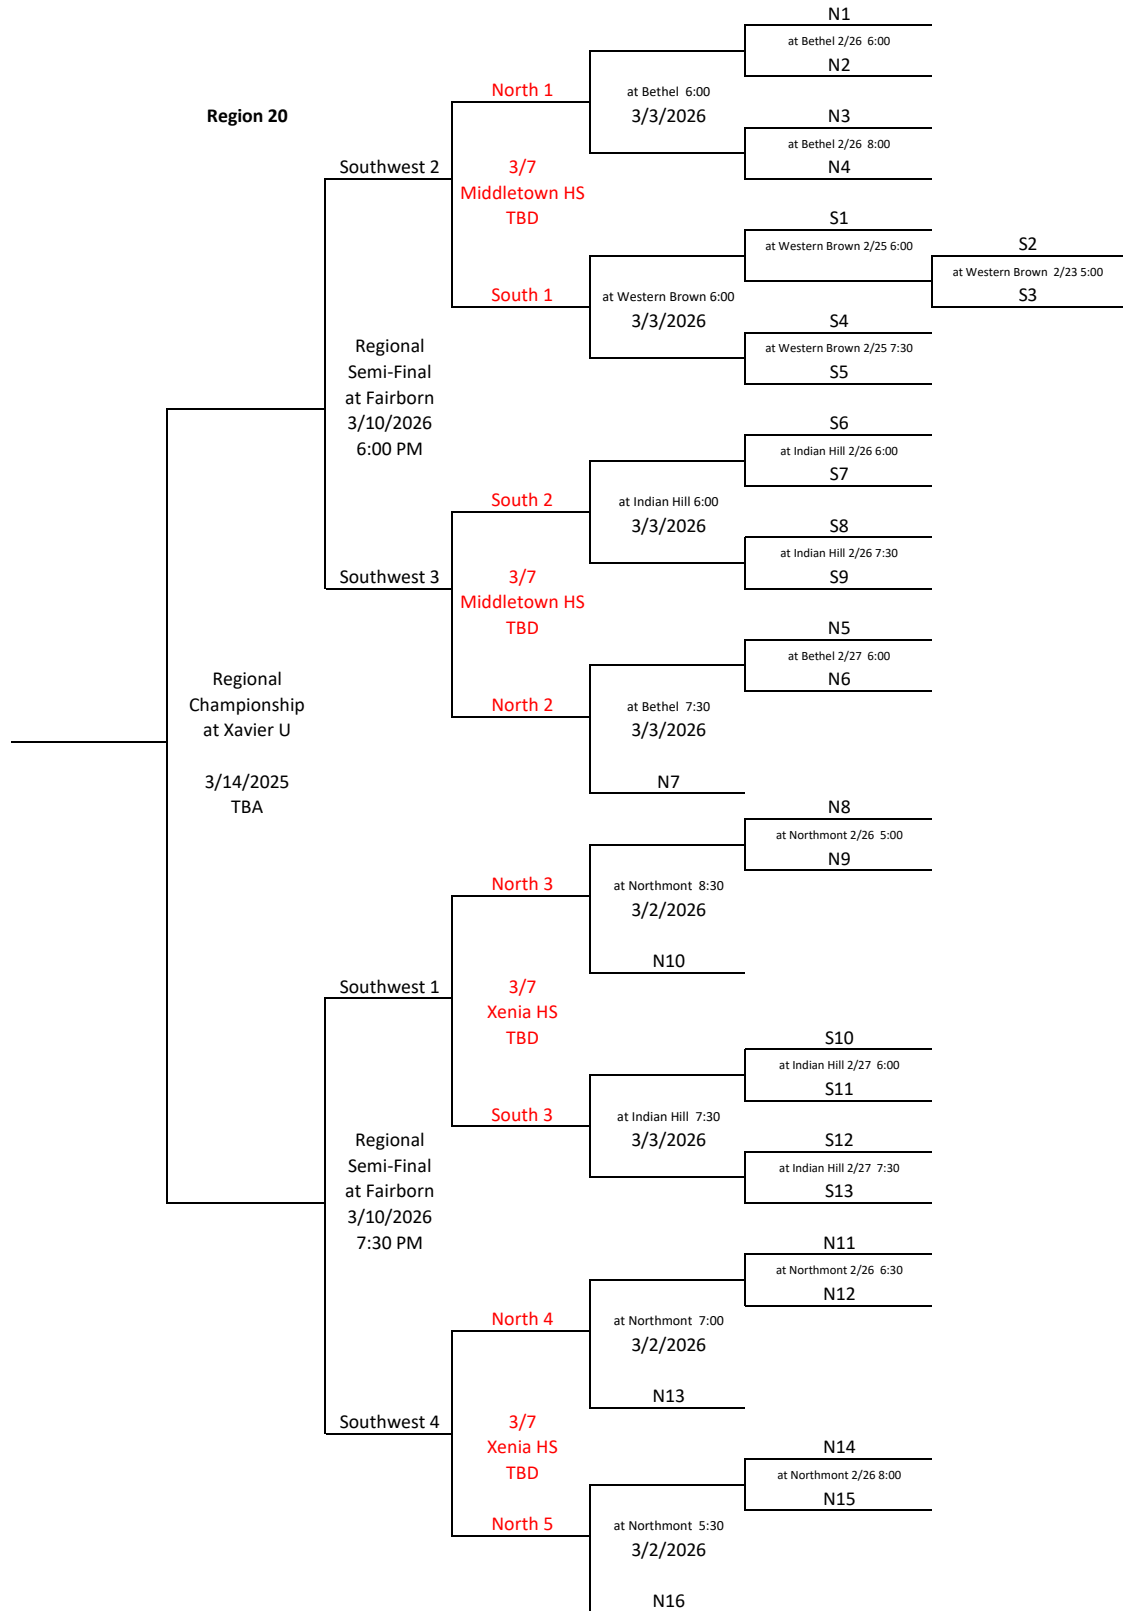 N1
at Bethel 2/26 6:00
N2
North 1
at Bethel 6:00
3/3/2026
Region 20
N3
at Bethel 2/26 8:00
N4
Southwest 2
3/7
Middletown HS
TBD
S1
at Western Brown 2/25 6:00
S2
at Western Brown 2/23 5:00
S3
South 1
at Western Brown 6:00
3/3/2026
S4
at Western Brown 2/25 7:30
S5
Regional
Semi-Final
at Fairborn
3/10/2026
6:00 PM
S6
at Indian Hill 2/26 6:00
S7
South 2
at Indian Hill 6:00
3/3/2026
S8
at Indian Hill 2/26 7:30
S9
Southwest 3
3/7
Middletown HS
TBD
N5
at Bethel 2/27 6:00
N6
Regional
Championship
at Xavier U
3/14/2025
TBA
North 2
at Bethel 7:30
3/3/2026
N7
N8
at Northmont 2/26 5:00
N9
North 3
at Northmont 8:30
3/2/2026
N10
Southwest 1
3/7
Xenia HS
TBD
S10
at Indian Hill 2/27 6:00
S11
South 3
at Indian Hill 7:30
3/3/2026
S12
at Indian Hill 2/27 7:30
S13
Regional
Semi-Final
at Fairborn
3/10/2026
7:30 PM
N11
at Northmont 2/26 6:30
N12
North 4
at Northmont 7:00
3/2/2026
N13
Southwest 4
3/7
Xenia HS
TBD
N14
at Northmont 2/26 8:00
N15
North 5
at Northmont 5:30
3/2/2026
N16